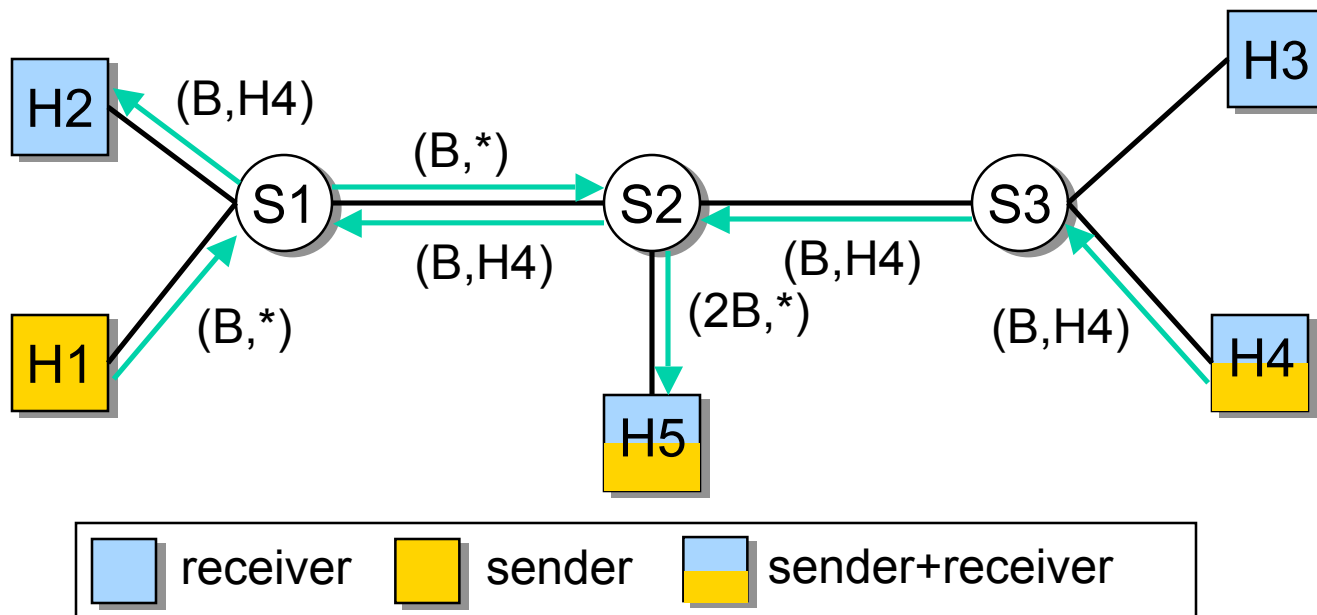 H3
H2
(B,H4)
(B,*)
S1
S2
S3
(B,H4)
(B,H4)
(2B,*)
(B,*)
(B,H4)
H1
H4
H5
receiver
sender
sender+receiver